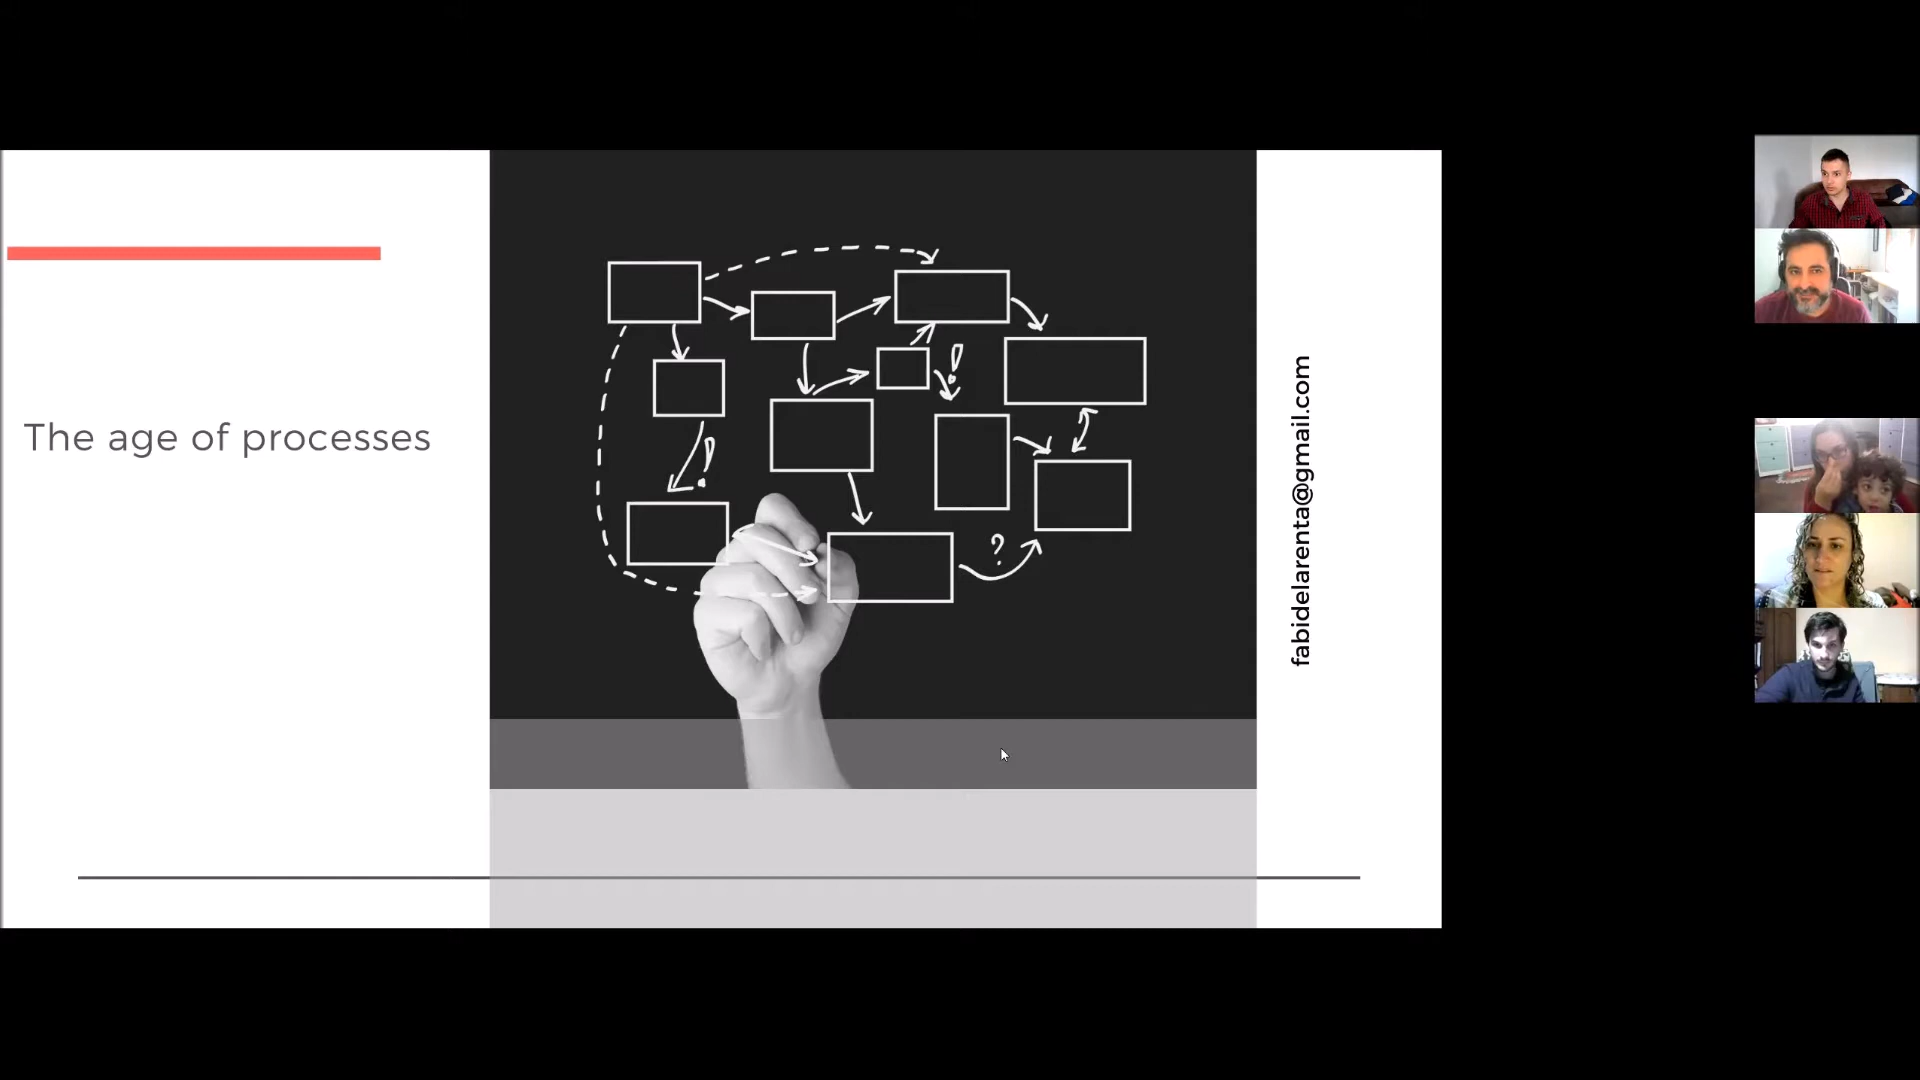 The age of processes
!
!
?
fabidelarenta@gmail.com